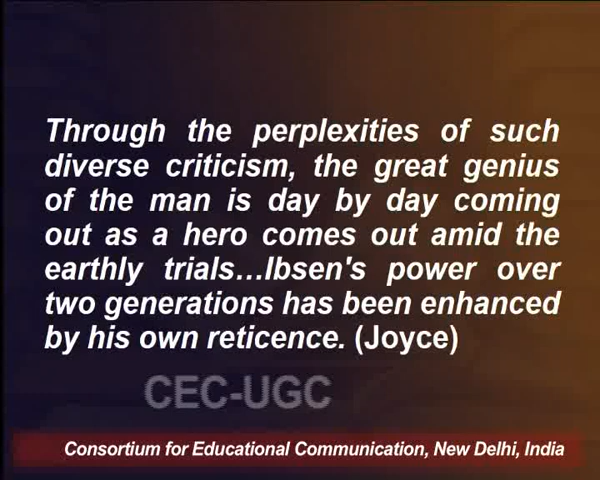 Through the perplexities of such
diverse criticism, the great genius
of the man is day by day coming
out as a hero comes out amid the
earthly trials...Ibsen's power over
two generations has been enhanced
by his own reticence. (Joyce)
CEC-UGC
Consortium for Educational Communication, New Delhi, India